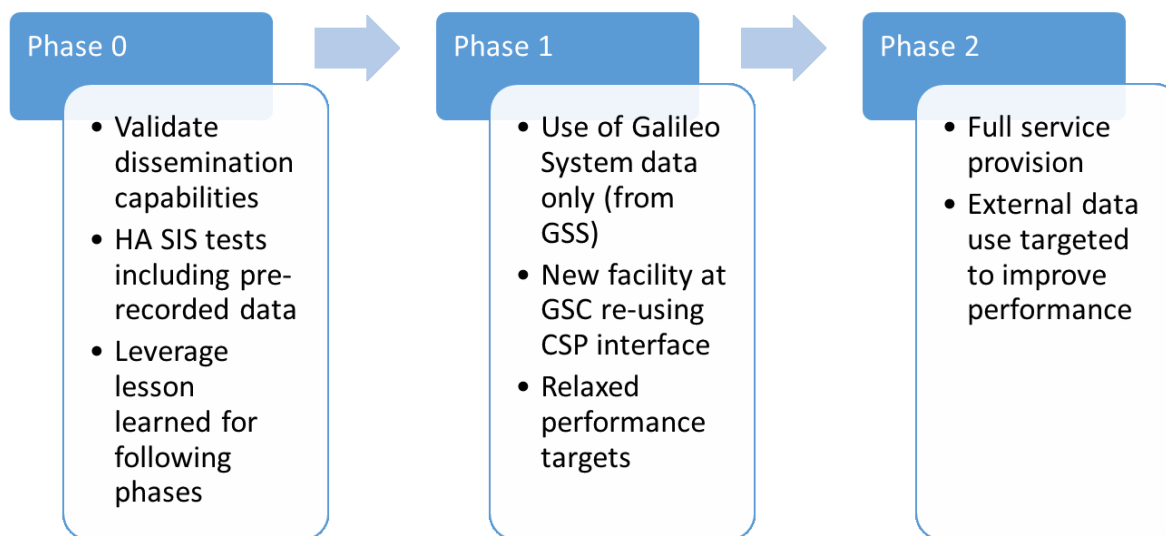 Phase 0
• Validate
dissemination
capabilities
• HA SIS tests
including pre-
recorded data
• Leverage
lesson
learned for
following
phases
Phase 1
• Use of Galileo
System data
only (from
GSS)
• New facility at
GSC re-using
CSP interface
• Relaxed
performance
targets
Phase 2
• Full service
provision
• External data
use targeted
to improve
performance